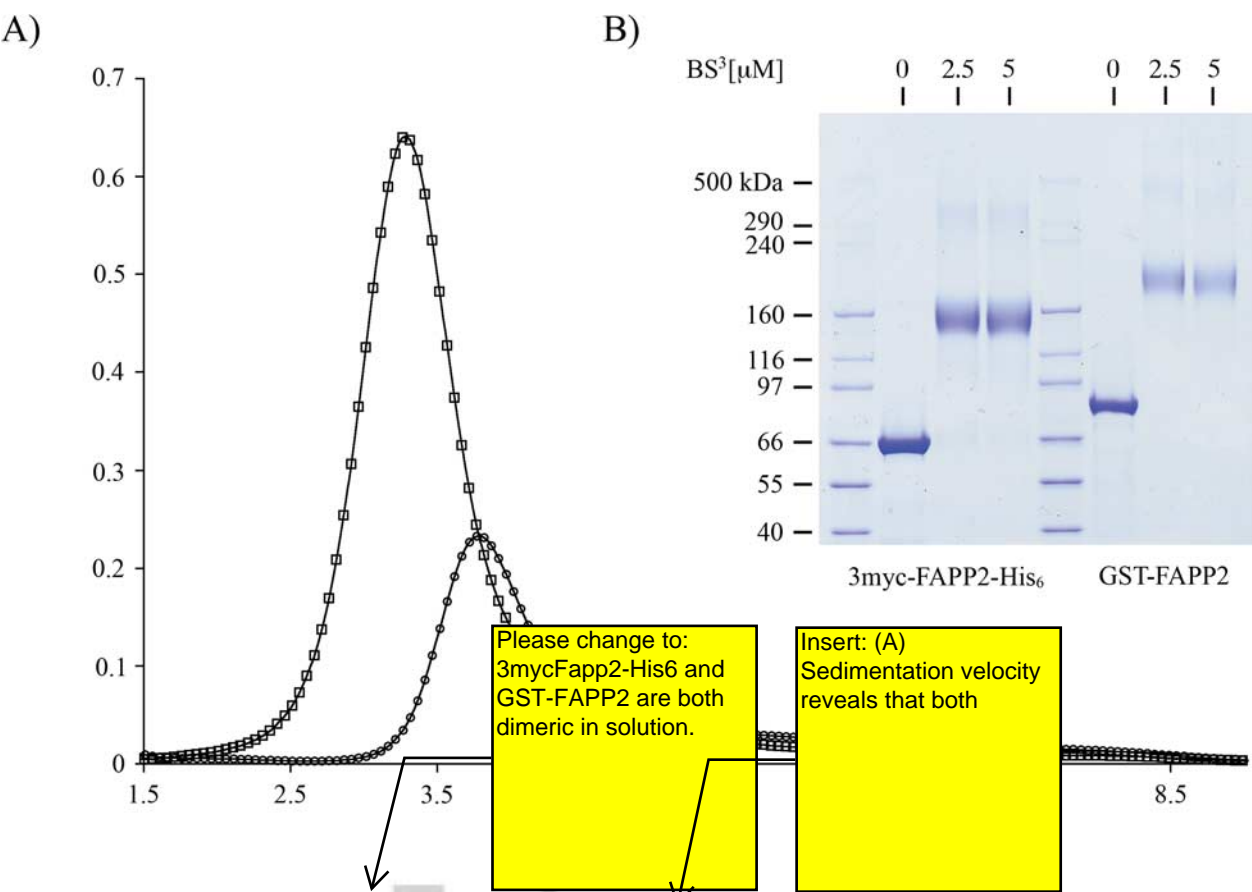 A)
0.7
0.6
0.5
0.4
0.3
0.2
0.1
0
1.5 2.5 3.5 8.5
B)
BS³[μM] 0 2.5 5 0 2.5 5
500 kDa
290
240
160
116
97
66
55
40
3myc-FAPP2-His₆ GST-FAPP2
Please change to:
3mycFapp2-His6 and
GST-FAPP2 are both
dimeric in solution.
Insert: (A)
Sedimentation velocity
reveals that both